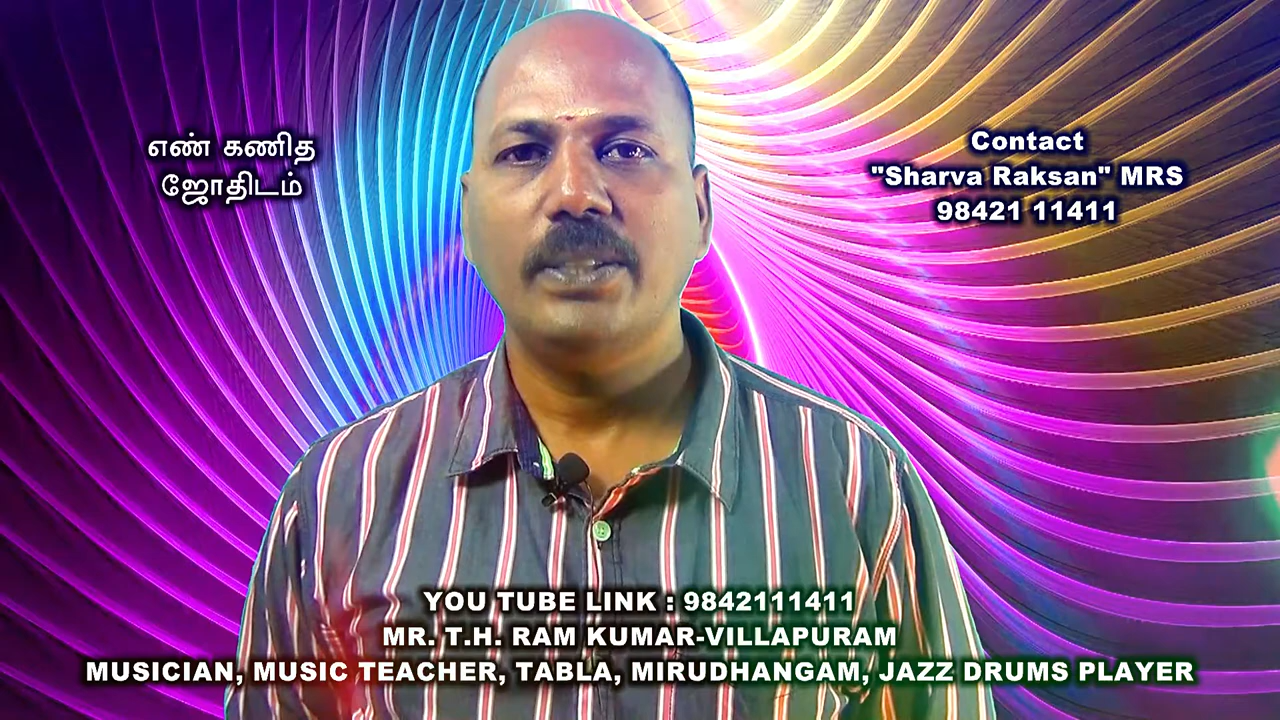 எண் கணித
ஜோதிடம்
Contact
"Sharva Raksan" MRS
98421 11411
YOU TUBE LINK : 9842111411
MR. T.H. RAM KUMAR-VILLAPURAM
MUSICIAN, MUSIC TEACHER, TABLA, MIRUDHANGAM, JAZZ DRUMS PLAYER